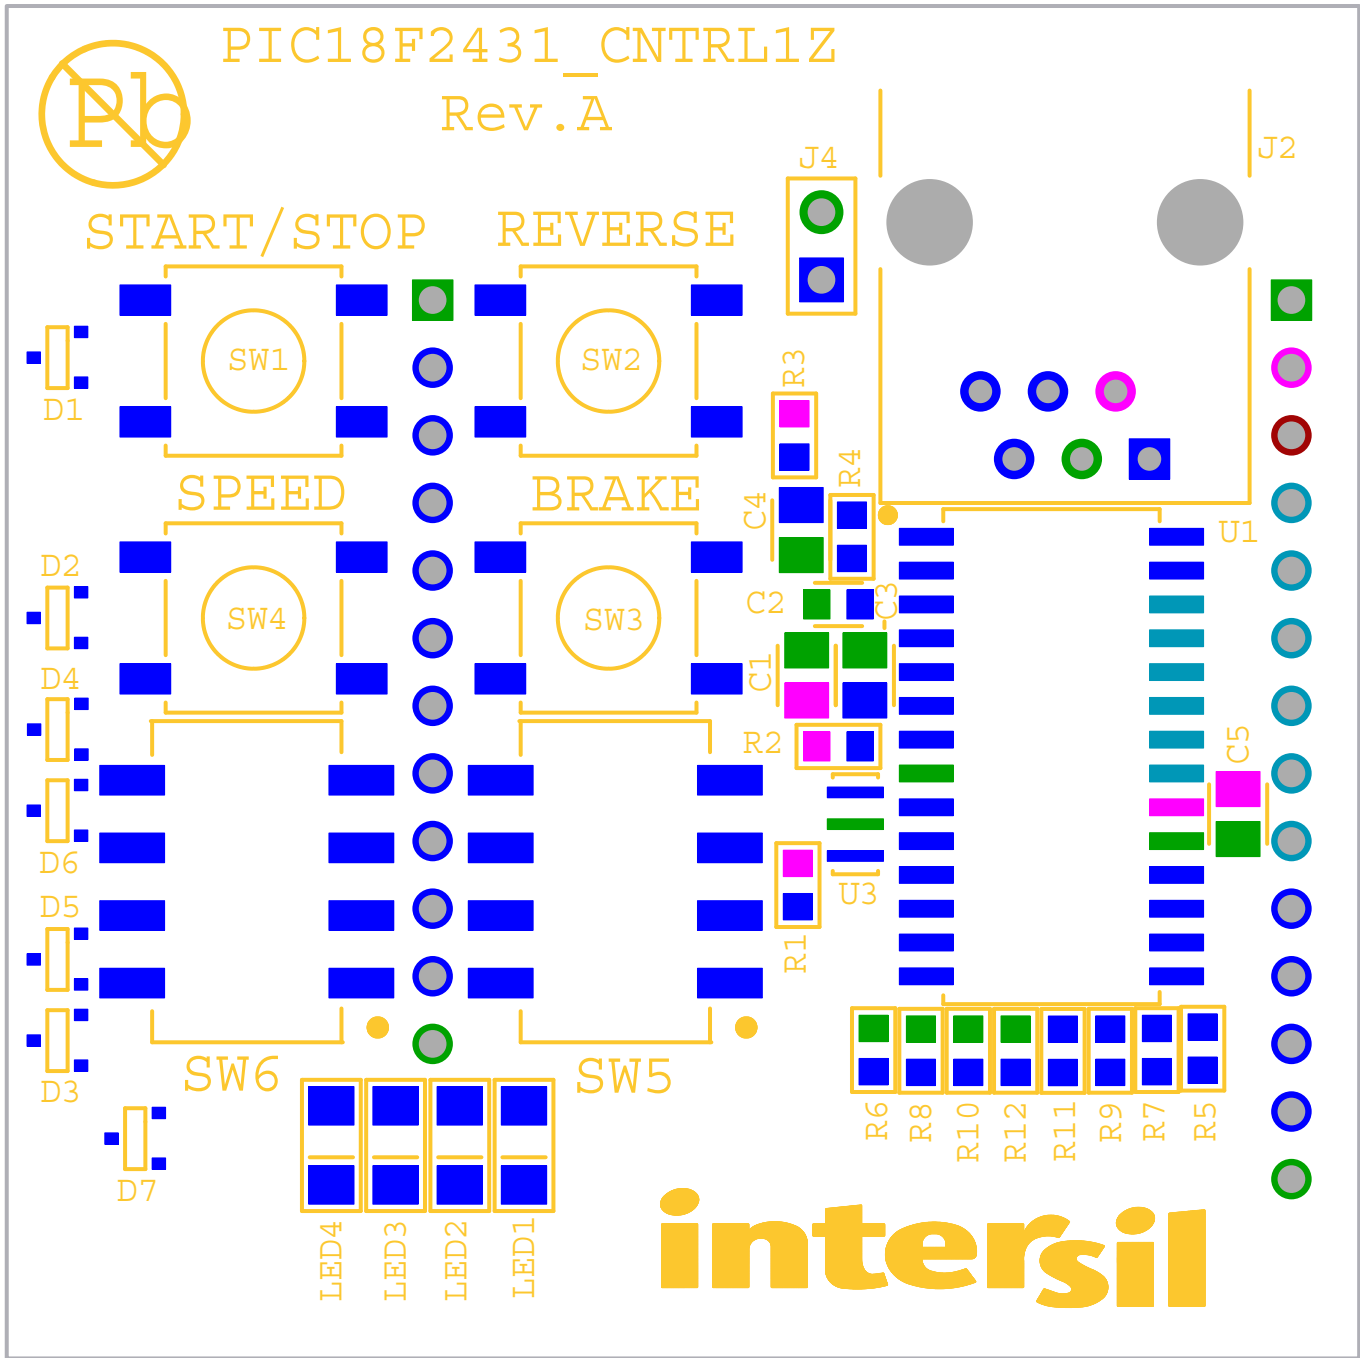 PIC18F2431_CNTRL1Z
Rev.A
Pb
J4
J2
START/STOP
REVERSE
SW1
SW2
R3
D1
R4
SPEED
BRAKE
C4
U1
D2
C2
C3
SW4
SW3
C1
D4
R2
C5
D6
U3
D5
R1
SW6
SW5
D3
R6
R8
R10
R12
R11
R9
R7
R5
D7
LED4
LED3
LED2
LED1
intersil